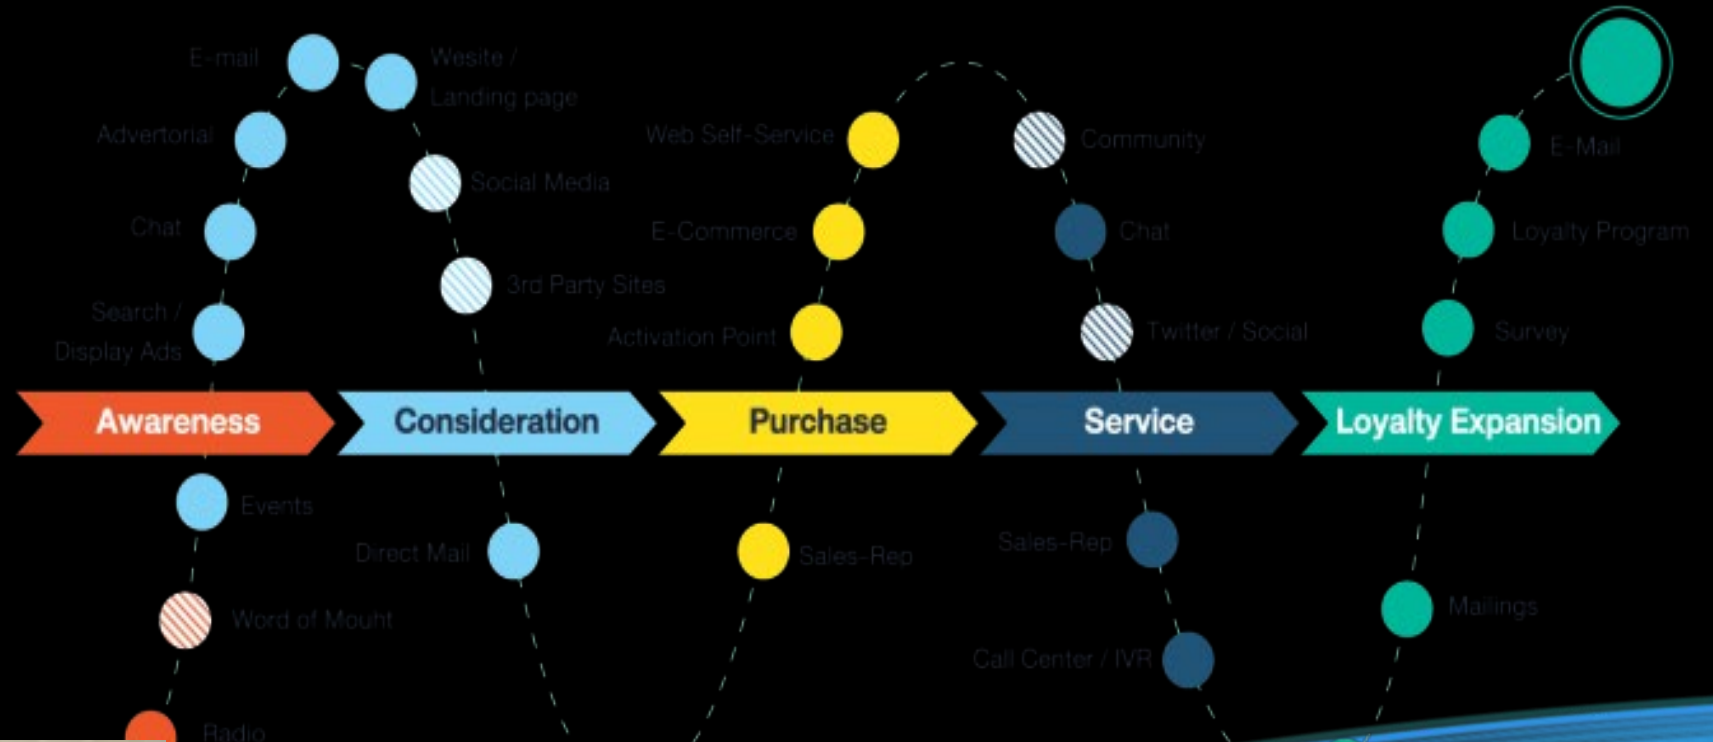 E-mail
Wesite /
Landing page
Advertorial
Web Self-Service
Community
E-Mail
Social Media
Chat
E-Commerce
Chat
Loyalty Program
3rd Party Sites
Search /
Display Ads
Activation Point
Twitter / Social
Survey
Awareness
Consideration
Purchase
Service
Loyalty Expansion
Events
Direct Mail
Sales-Rep
Sales-Rep
Word of Mouht
Mailings
Call Center / IVR
Radio